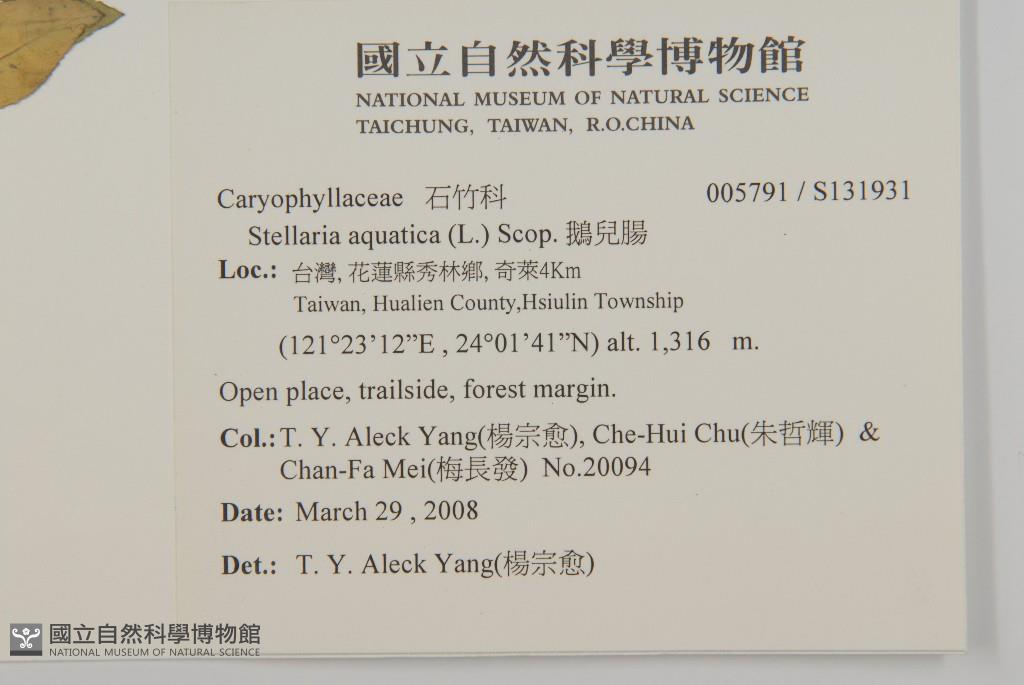 國立自然科學博物館
NATIONAL MUSEUM OF NATURAL SCIENCE
TAICHUNG, TAIWAN, R.O.CHINA
Caryophyllaceae 石竹科 005791 / S131931
Stellaria aquatica (L.) Scop. 鵝兒腸
Loc.: 台灣, 花蓮縣秀林鄉, 奇萊4Km
Taiwan, Hualien County,Hsiulin Township
(121°23’12”E , 24°01’41”N) alt. 1,316 m.
Open place, trailside, forest margin.
Col.: T. Y. Aleck Yang(楊宗愈), Che-Hui Chu(朱哲輝) &
Chan-Fa Mei(梅長發) No.20094
Date: March 29 , 2008
Det.: T. Y. Aleck Yang(楊宗愈)
國立自然科學博物館
NATIONAL MUSEUM OF NATURAL SCIENCE